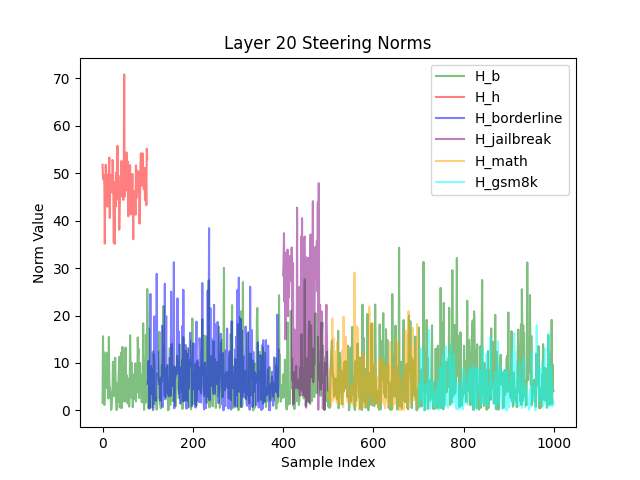 Layer 20 Steering Norms
H_b
H_h
H_borderline
H_jailbreak
H_math
H_gsm8k
Norm Value
70
60
50
40
30
20
10
0
0 200 400 600 800 1000
Sample Index